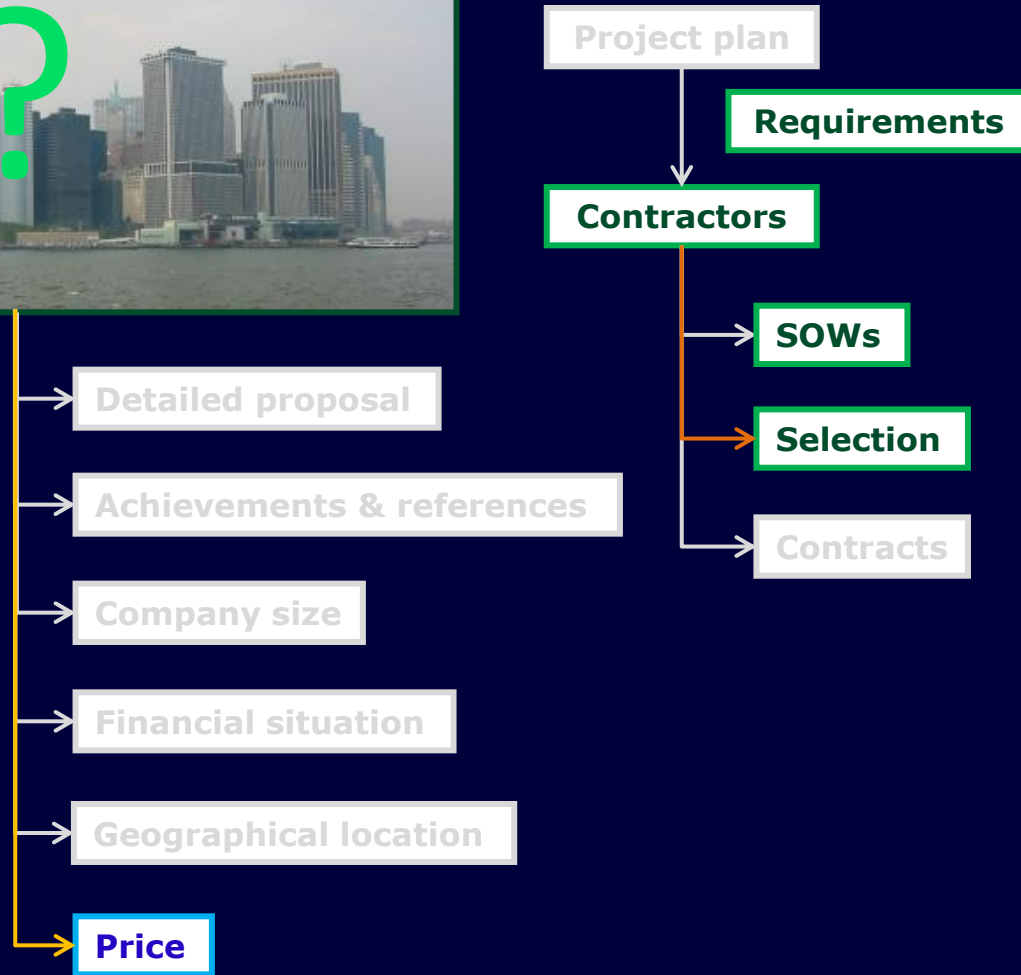 ?
Project plan
Requirements
Contractors
SOWs
Selection
Contracts
Detailed proposal
Achievements & references
Company size
Financial situation
Geographical location
Price